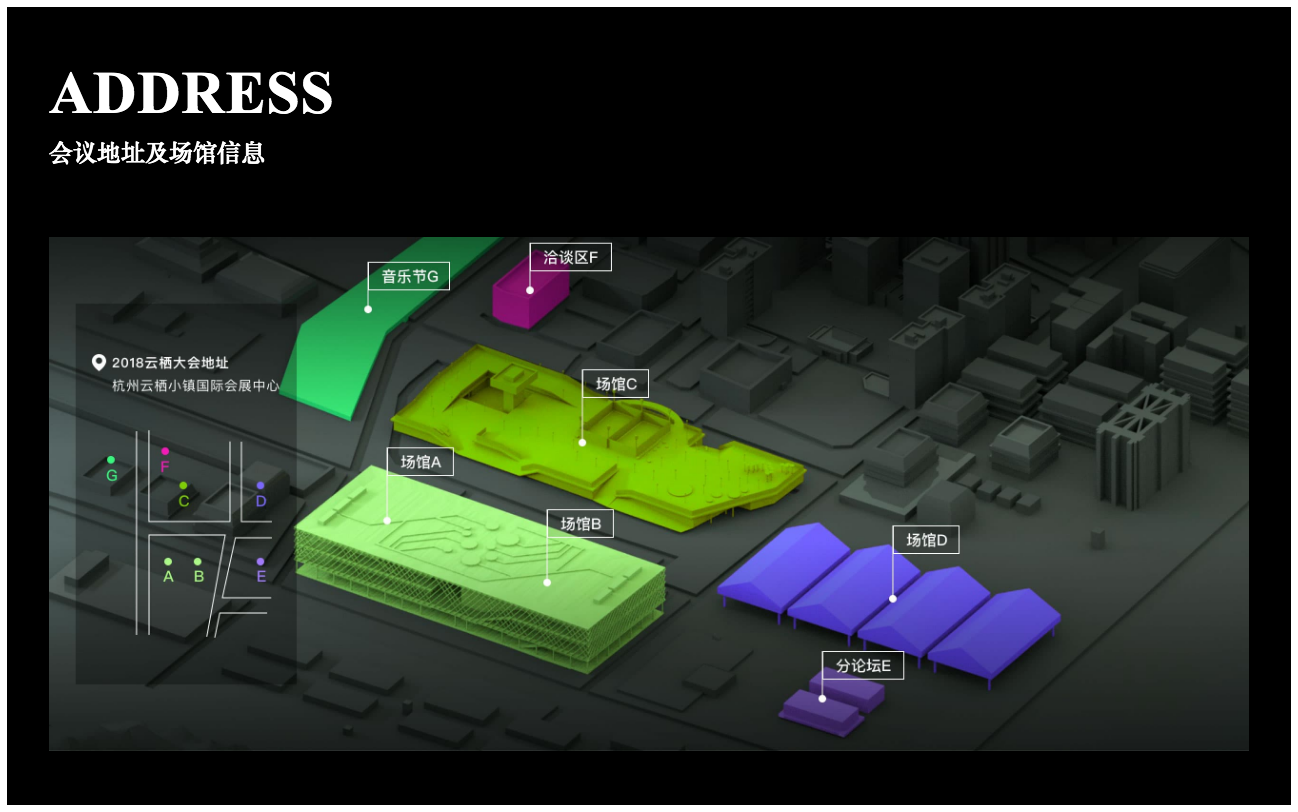 ADDRESS
会议地址及场馆信息
洽谈区F
音乐节G
2018云栖大会地址
杭州云栖小镇国际会展中心
场馆C
场馆A
场馆B
场馆D
分论坛E
F
G
C
D
A
B
E